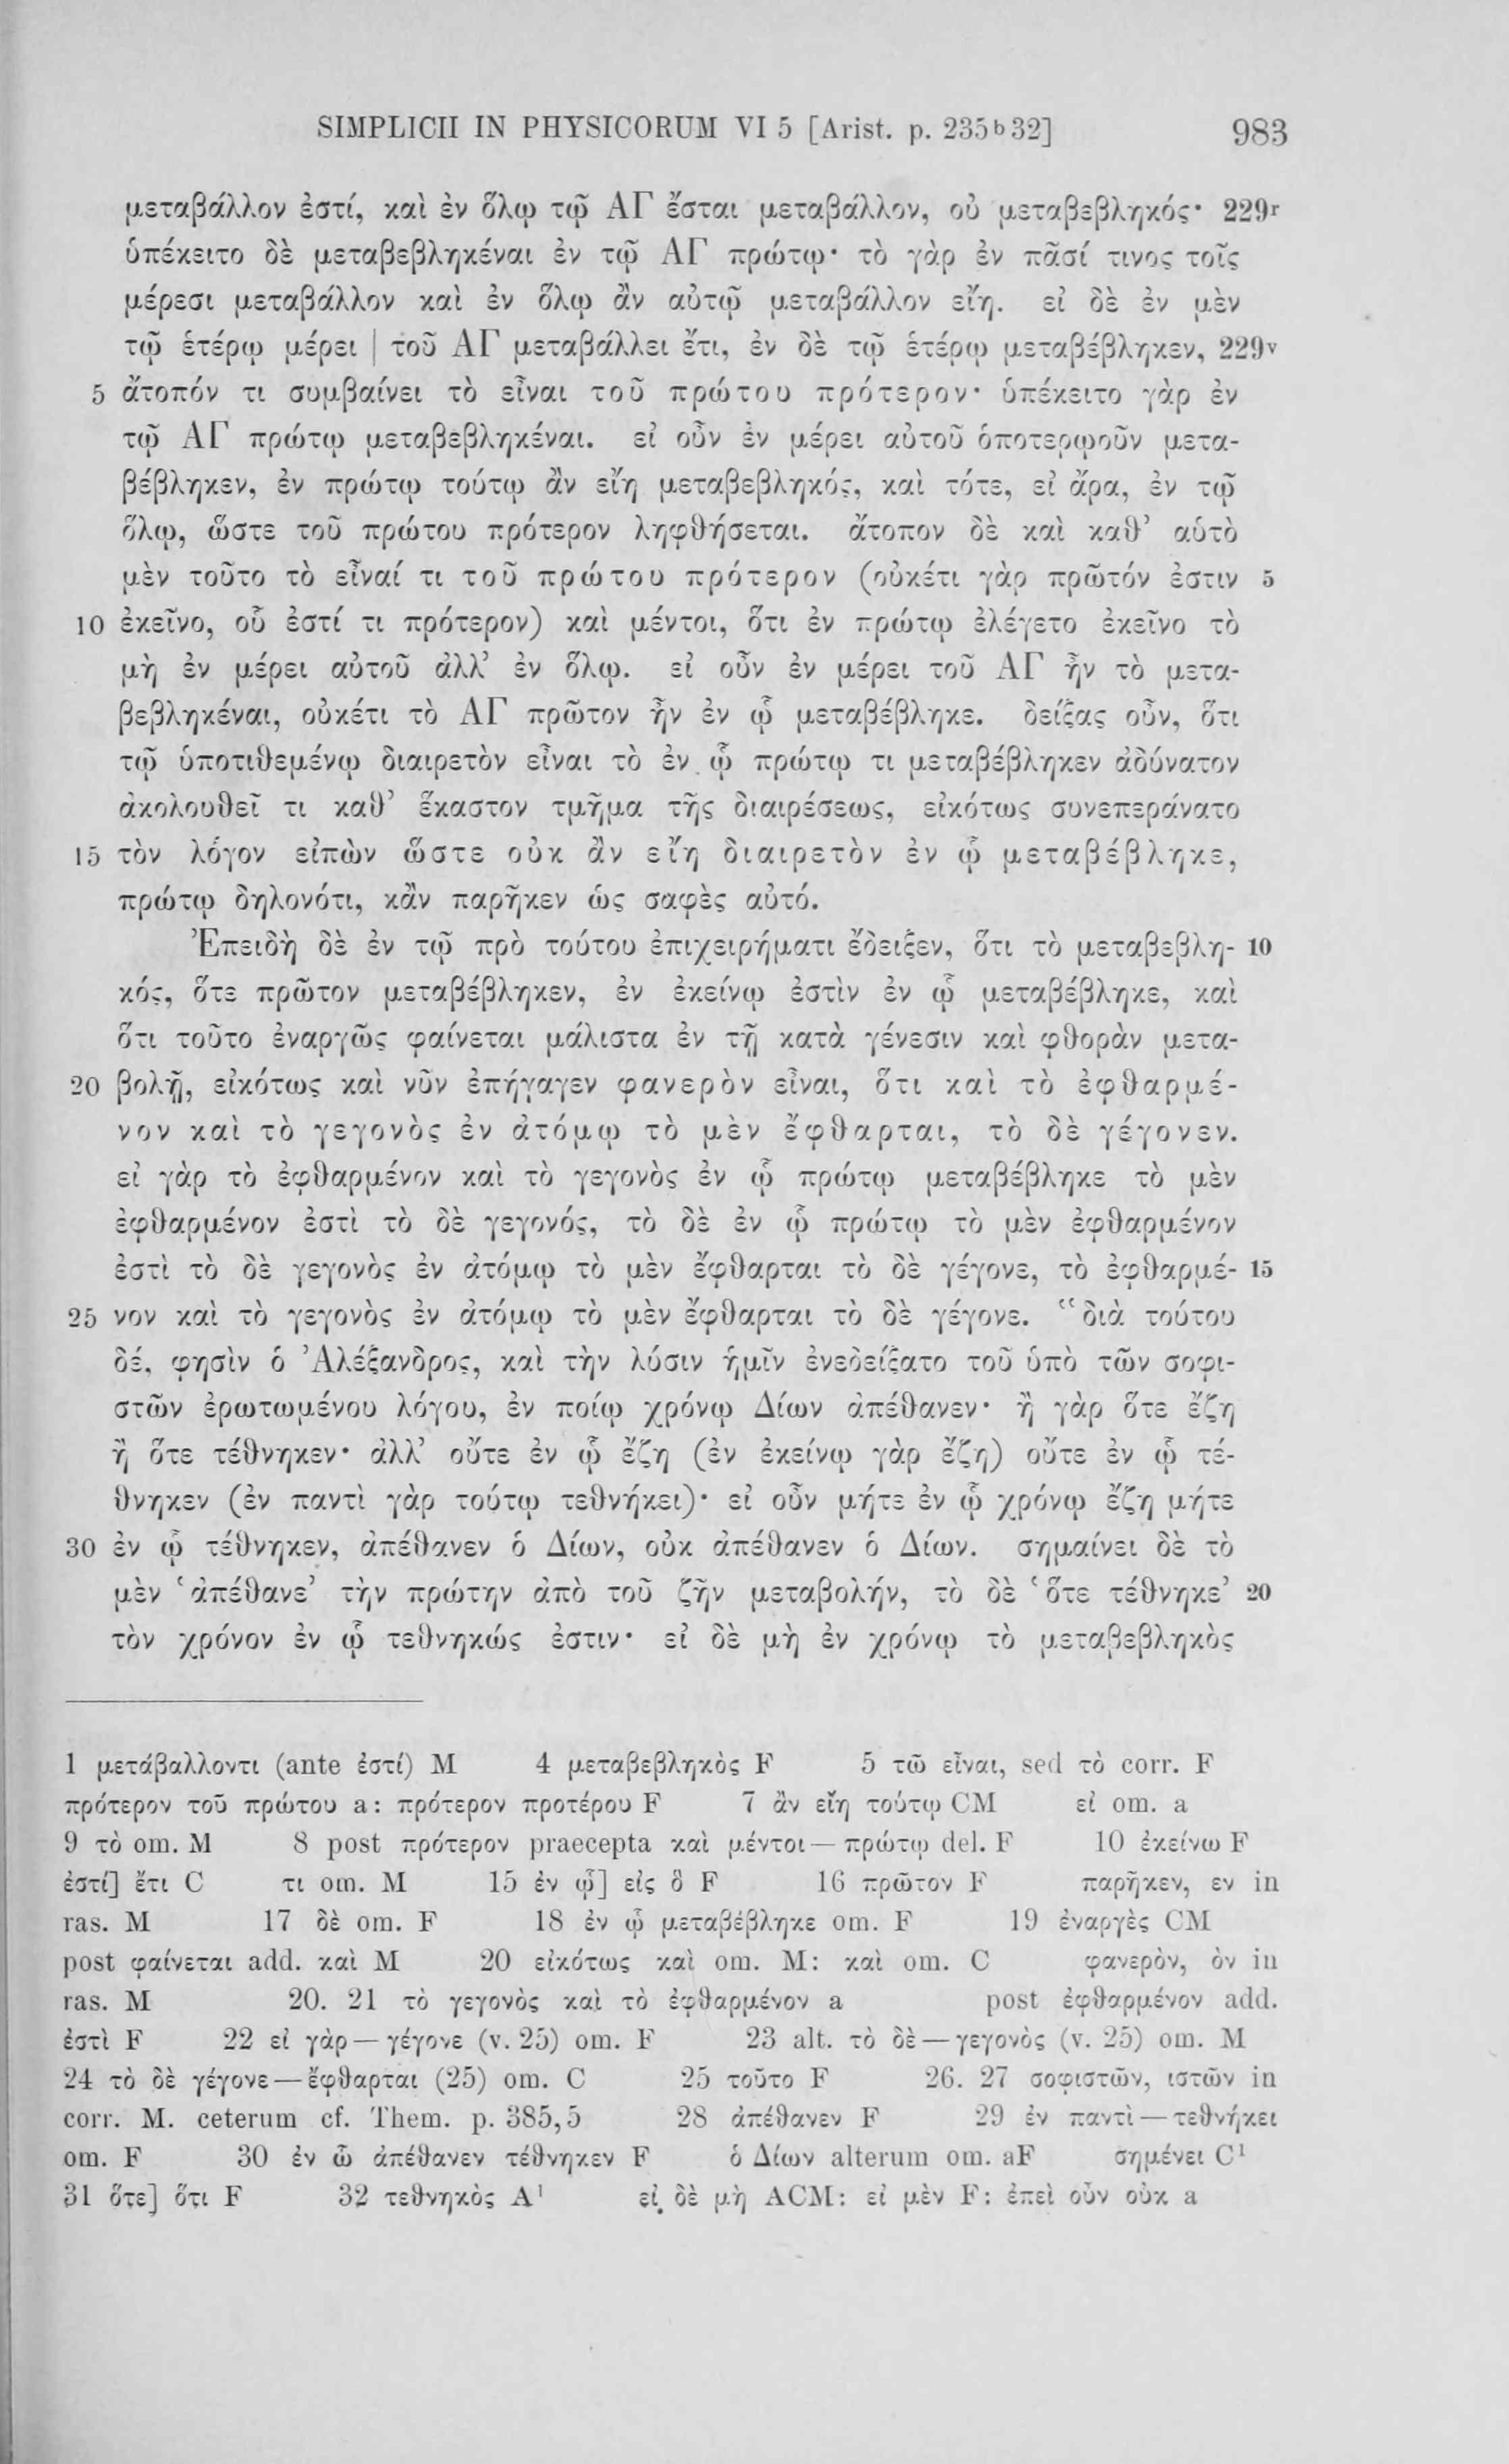 SIMPLICII IN PHYSICORUM VI 5 [Arist. p. 235ᵇ32] 983
μεταβάλλον ἐστί, καὶ ἐν ὅλῳ τῷ ΑΓ ἔσται μεταβάλλον, οὐ μεταβεβληκός· 229ʳ
ὑπέκειτο δὲ μεταβεβληκέναι ἐν τῷ ΑΓ πρώτῳ· τὸ γὰρ ἐν πᾶσί τινος τοῖς
μέρεσι μεταβάλλον καὶ ἐν ὅλῳ ἂν αὐτῷ μεταβάλλον εἴη. εἰ δὲ ἐν μὲν
τῷ ἑτέρῳ μέρει | τοῦ ΑΓ μεταβάλλει ἔτι, ἐν δὲ τῷ ἑτέρῳ μεταβέβληκεν, 229ᵛ
5 ἄτοπόν τι συμβαίνει τὸ εἶναι τοῦ πρώτου πρότερον· ὑπέκειτο γὰρ ἐν
τῷ ΑΓ πρώτῳ μεταβεβληκέναι. εἰ οὖν ἐν μέρει αὐτοῦ ὁποτερῳοῦν μετα-
βέβληκεν, ἐν πρώτῳ τούτῳ ἂν εἴη μεταβεβληκός, καὶ τότε, εἰ ἄρα, ἐν τῷ
ὅλῳ, ὥστε τοῦ πρώτου πρότερον ληφθήσεται. ἄτοπον δὲ καὶ καθ’ αὑτὸ
μὲν τοῦτο τὸ εἶναί τι τοῦ πρώτου πρότερον (οὐκέτι γὰρ πρῶτόν ἐστιν 5
10 ἐκεῖνο, οὗ ἐστί τι πρότερον) καὶ μέντοι, ὅτι ἐν πρώτῳ ἐλέγετο ἐκεῖνο τὸ
μὴ ἐν μέρει αὐτοῦ ἀλλ’ ἐν ὅλῳ. εἰ οὖν ἐν μέρει τοῦ ΑΓ ἦν τὸ μετα-
βεβληκέναι, οὐκέτι τὸ ΑΓ πρῶτον ἦν ἐν ᾧ μεταβέβληκε. δείξας οὖν, ὅτι
τῷ ὑποτιθεμένῳ διαιρετὸν εἶναι τὸ ἐν ᾧ πρώτῳ τι μεταβέβληκεν ἀδύνατον
ἀκολουθεῖ τι καθ’ ἕκαστον τμῆμα τῆς διαιρέσεως, εἰκότως συνεπεράνατο
15 τὸν λόγον εἰπὼν ὥστε οὐκ ἂν εἴη διαιρετὸν ἐν ᾧ μεταβέβληκε,
πρώτῳ δηλονότι, κἂν παρῆκεν ὡς σαφὲς αὐτό.
Ἐπειδὴ δὲ ἐν τῷ πρὸ τούτου ἐπιχειρήματι ἔδειξεν, ὅτι τὸ μεταβεβλη- 10
κός, ὅτε πρῶτον μεταβέβληκεν, ἐν ἐκείνῳ ἐστὶν ἐν ᾧ μεταβέβληκε, καὶ
ὅτι τοῦτο ἐναργῶς φαίνεται μάλιστα ἐν τῇ κατὰ γένεσιν καὶ φθορὰν μετα-
20 βολῇ, εἰκότως καὶ νῦν ἐπήγαγεν φανερὸν εἶναι, ὅτι καὶ τὸ ἐφθαρμέ-
νον καὶ τὸ γεγονὸς ἐν ἀτόμῳ τὸ μὲν ἔφθαρται, τὸ δὲ γέγονεν.
εἰ γὰρ τὸ ἐφθαρμένον καὶ τὸ γεγονὸς ἐν ᾧ πρώτῳ μεταβέβληκε τὸ μὲν
ἐφθαρμένον ἐστὶ τὸ δὲ γεγονός, τὸ δὲ ἐν ᾧ πρώτῳ τὸ μὲν ἐφθαρμένον
ἐστὶ τὸ δὲ γεγονὸς ἐν ἀτόμῳ τὸ μὲν ἔφθαρται τὸ δὲ γέγονε, τὸ ἐφθαρμέ- 15
25 νον καὶ τὸ γεγονὸς ἐν ἀτόμῳ τὸ μὲν ἔφθαρται τὸ δὲ γέγονε. “διὰ τούτου
δέ, φησὶν ὁ Ἀλέξανδρος, καὶ τὴν λύσιν ἡμῖν ἐνεδείξατο τοῦ ὑπὸ τῶν σοφι-
στῶν ἐρωτωμένου λόγου, ἐν ποίῳ χρόνῳ Δίων ἀπέθανεν· ἢ γὰρ ὅτε ἔζη
ἢ ὅτε τέθνηκεν· ἀλλ’ οὔτε ἐν ᾧ ἔζη (ἐν ἐκείνῳ γὰρ ἔζη) οὔτε ἐν ᾧ τέ-
θνηκεν (ἐν παντὶ γὰρ τούτῳ τεθνήκει)· εἰ οὖν μήτε ἐν ᾧ χρόνῳ ἔζη μήτε
30 ἐν ᾧ τέθνηκεν, ἀπέθανεν ὁ Δίων, οὐκ ἀπέθανεν ὁ Δίων. σημαίνει δὲ τὸ
μὲν ‘ἀπέθανε’ τὴν πρώτην ἀπὸ τοῦ ζῆν μεταβολήν, τὸ δὲ ‘ὅτε τέθνηκε’ 20
τὸν χρόνον ἐν ᾧ τεθνηκώς ἐστιν· εἰ δὲ μὴ ἐν χρόνῳ τὸ μεταβεβληκὸς
1 μετάβαλλοντι (ante ἐστί) M 4 μεταβεβληκὸς F 5 τῶ εἶναι, sed τὸ corr. F
πρότερον τοῦ πρώτου a: πρότερον προτέρου F 7 ἂν εἴη τούτῳ CM εἰ om. a
9 τὸ om. M 8 post πρότερον praecepta καὶ μέντοι — πρώτῳ del. F 10 ἐκείνω F
ἐστί] ἔτι C τι om. M 15 ἐν ᾧ] εἰς ὃ F 16 πρῶτον F παρῆκεν, εν in
ras. M 17 δὲ om. F 18 ἐν ᾧ μεταβέβληκε om. F 19 ἐναργὲς CM
post φαίνεται add. καὶ M 20 εἰκότως καὶ om. M: καὶ om. C φανερὸν, ὸν in
ras. M 20. 21 τὸ γεγονὸς καὶ τὸ ἐφθαρμένον a post ἐφθαρμένον add.
ἐστὶ F 22 εἰ γὰρ — γέγονε (v. 25) om. F 23 alt. τὸ δὲ — γεγονὸς (v. 25) om. M
24 τὸ δὲ γέγονε — ἔφθαρται (25) om. C 25 τοῦτο F 26. 27 σοφιστῶν, ιστῶν in
corr. M. ceterum cf. Them. p. 385,5 28 ἀπέθανεν F 29 ἐν παντὶ — τεθνήκει
om. F 30 ἐν ὧ ἀπέθανεν τέθνηκεν F ὁ Δίων alterum om. aF σημένει C¹
31 ὅτε] ὅτι F 32 τεθνηκὸς A¹ εἰ δὲ μὴ ACM: εἰ μὲν F: ἐπεὶ οὖν οὐκ a